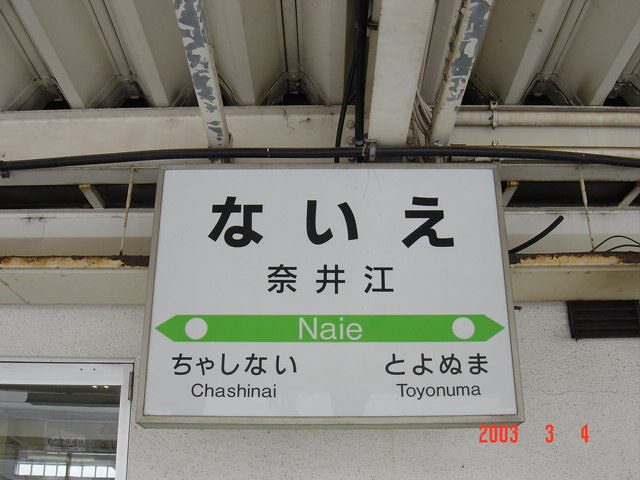 ないえ
奈井江
Naie
ちゃしない とよぬま
Chashinai Toyonuma
2003 3 4